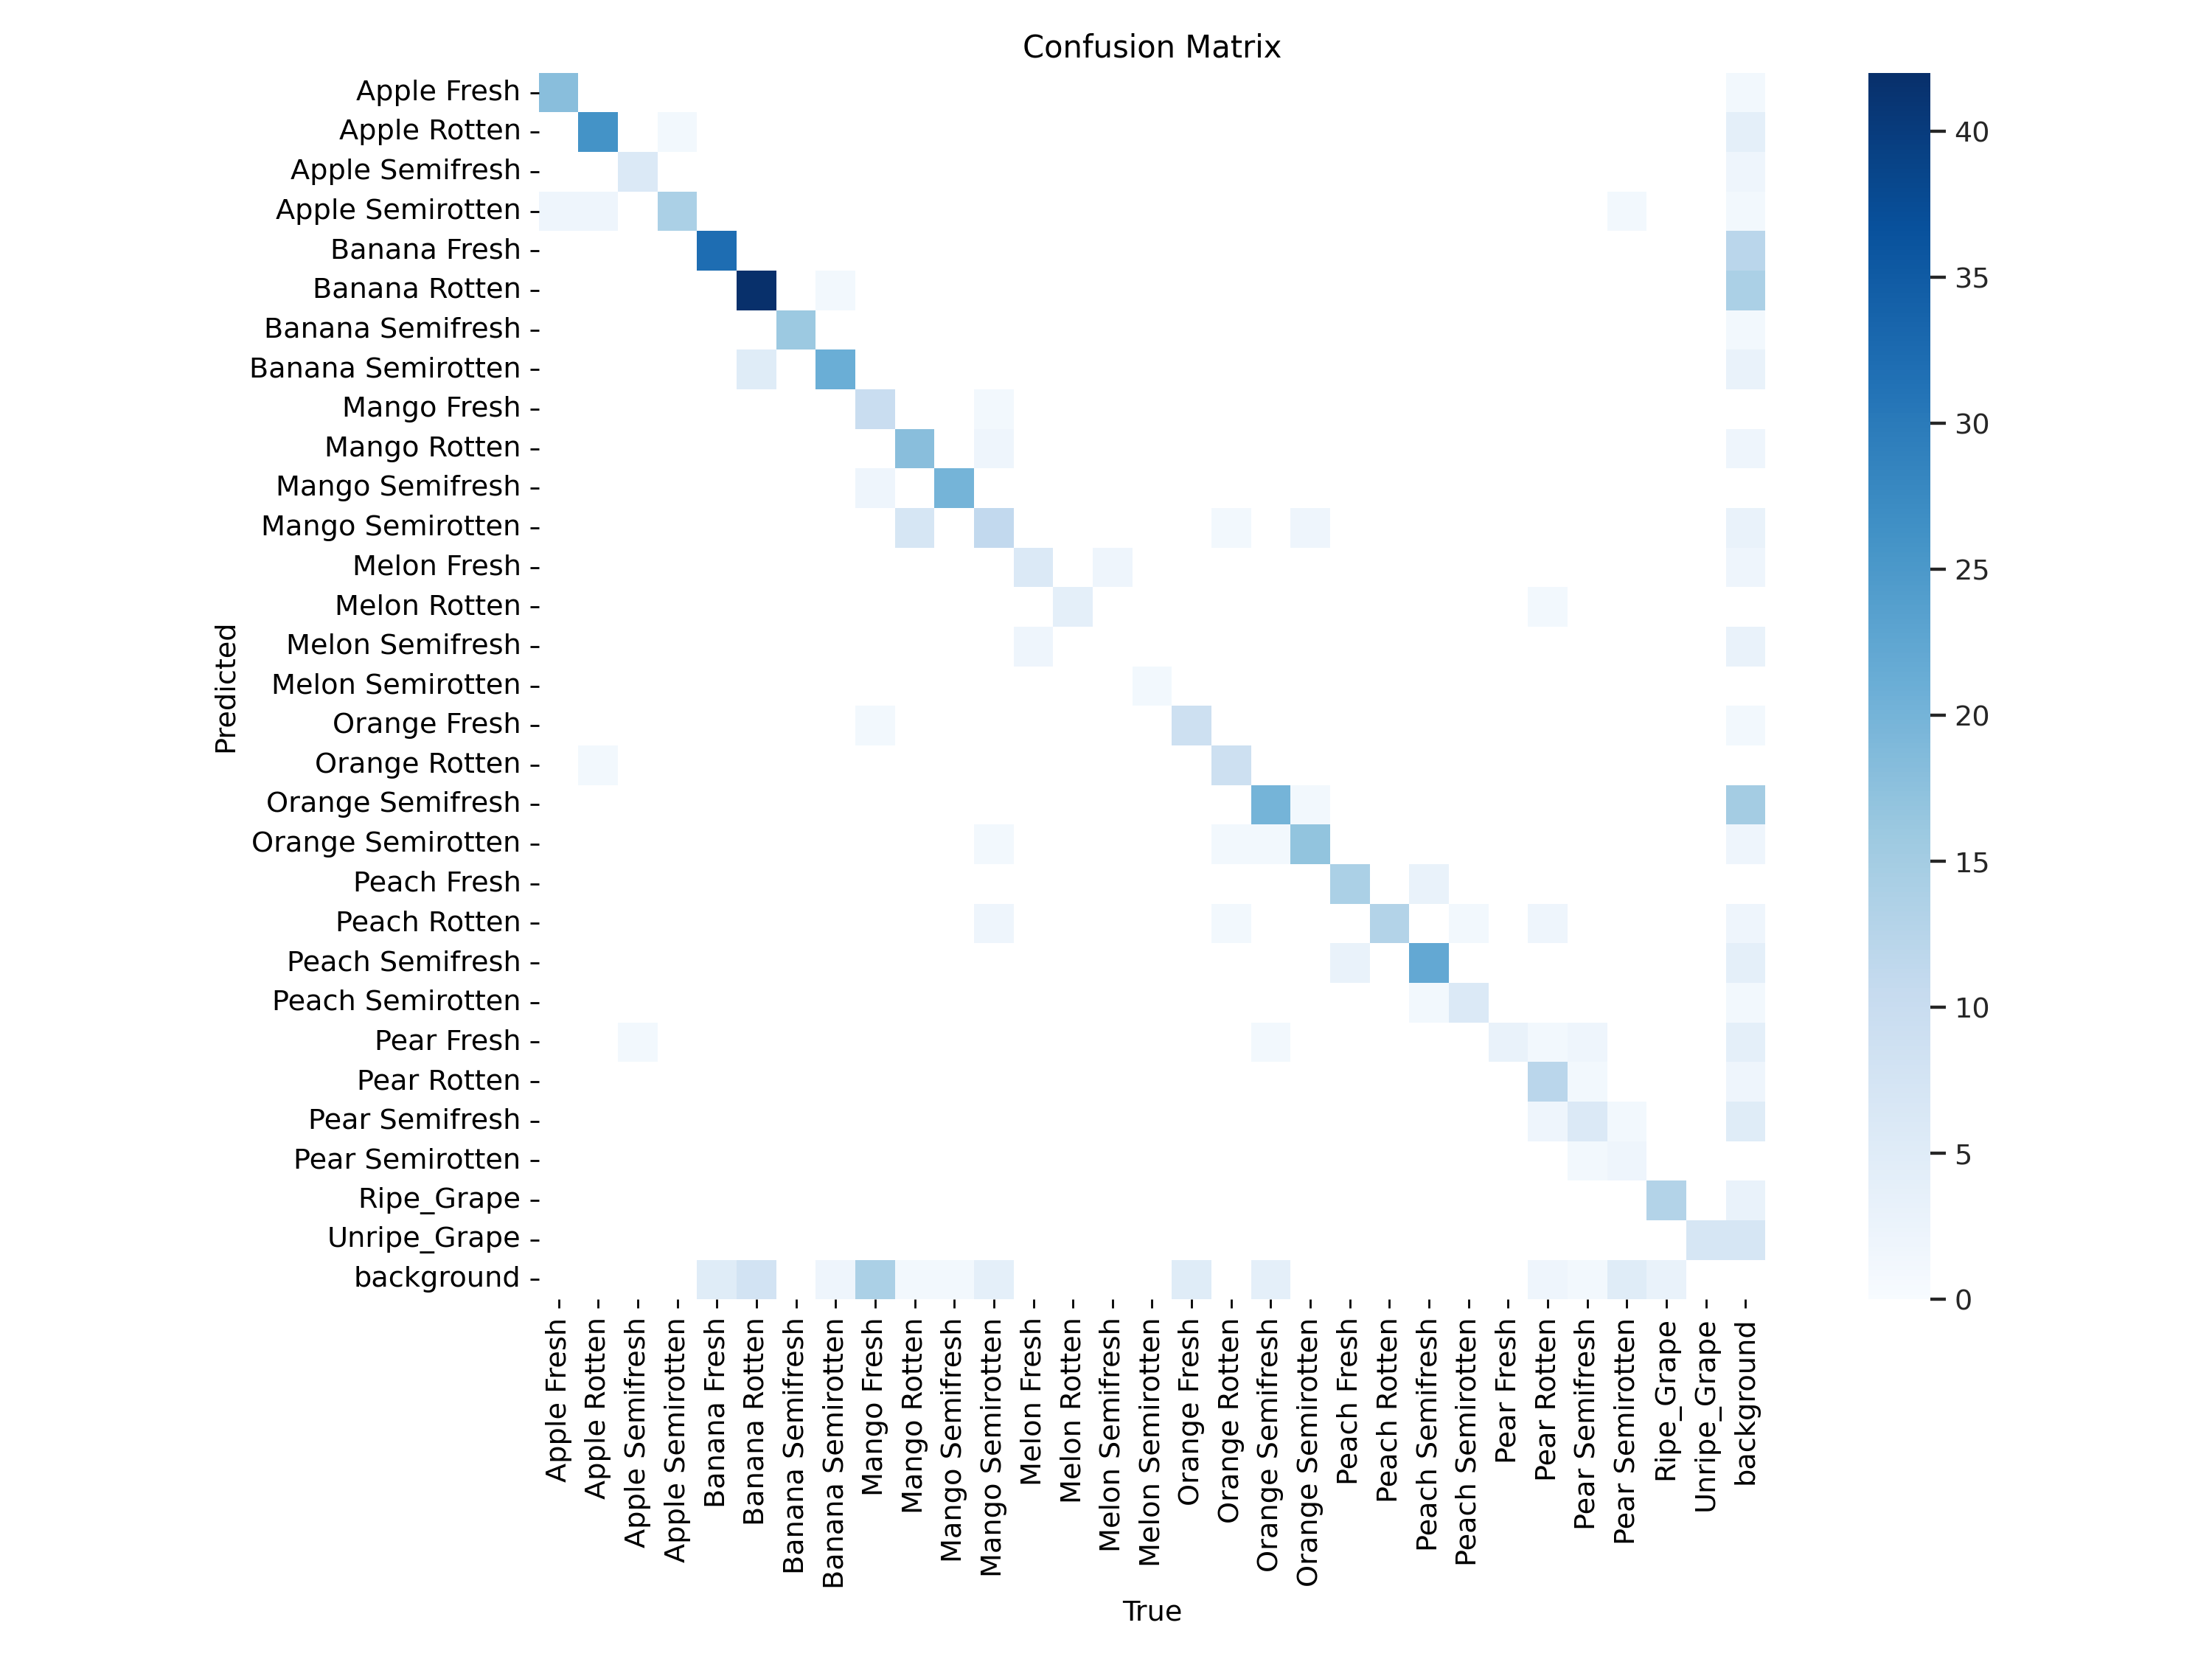 Confusion Matrix
Predicted
Apple Fresh
Apple Rotten
Apple Semifresh
Apple Semirotten
Banana Fresh
Banana Rotten
Banana Semifresh
Banana Semirotten
Mango Fresh
Mango Rotten
Mango Semifresh
Mango Semirotten
Melon Fresh
Melon Rotten
Melon Semifresh
Melon Semirotten
Orange Fresh
Orange Rotten
Orange Semifresh
Orange Semirotten
Peach Fresh
Peach Rotten
Peach Semifresh
Peach Semirotten
Pear Fresh
Pear Rotten
Pear Semifresh
Pear Semirotten
Ripe_Grape
Unripe_Grape
background
Apple Fresh
Apple Rotten
Apple Semifresh
Apple Semirotten
Banana Fresh
Banana Rotten
Banana Semifresh
Banana Semirotten
Mango Fresh
Mango Rotten
Mango Semifresh
Mango Semirotten
Melon Fresh
Melon Rotten
Melon Semifresh
Melon Semirotten
Orange Fresh
Orange Rotten
Orange Semifresh
Orange Semirotten
Peach Fresh
Peach Rotten
Peach Semifresh
Peach Semirotten
Pear Fresh
Pear Rotten
Pear Semifresh
Pear Semirotten
Ripe_Grape
Unripe_Grape
background
True
40
35
30
25
20
15
10
5
0